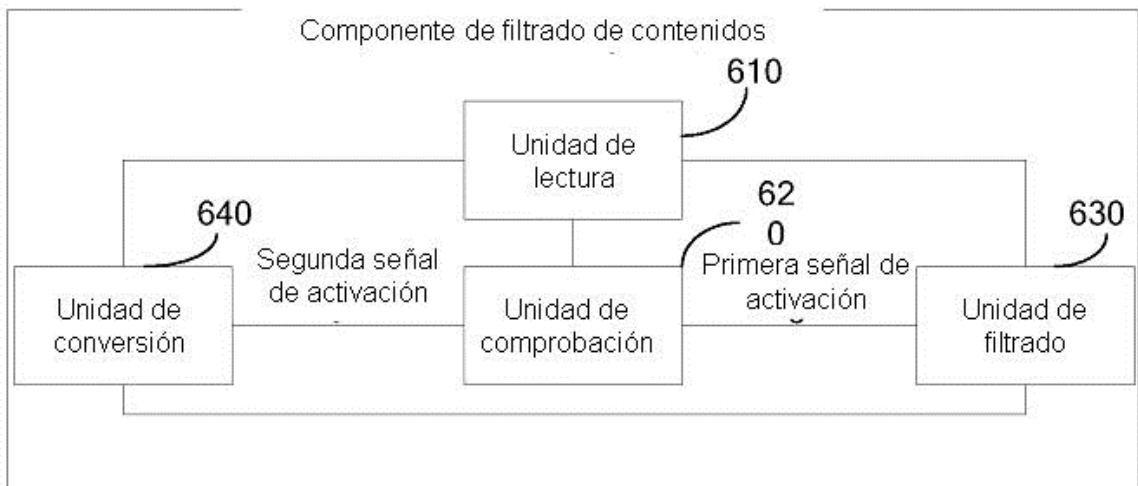 Componente de filtrado de contenidos
610
Unidad de
lectura
640
62
0
630
Segunda señal
de activación
Primera señal de
activación
Unidad de
conversión
Unidad de
comprobación
Unidad de
filtrado